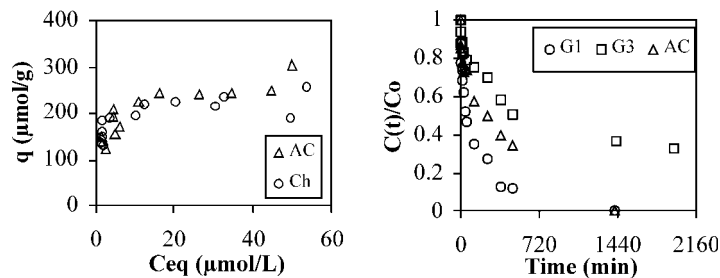 q (µmol/g)
400
300
200
100
0
AC
Ch
0 20 40 60
Ceq (µmol/L)
C(t)/Co
1
0.8
0.6
0.4
0.2
0
G1 G3 AC
0 720 1440 2160
Time (min)